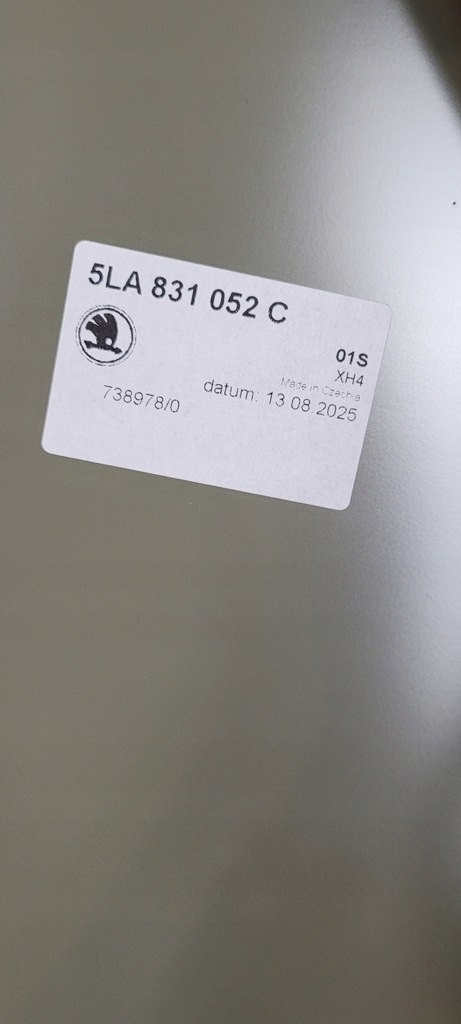 5LA 831 052 C
01S
XH4
Made in Czechia
738978/0 datum: 13 08.2025